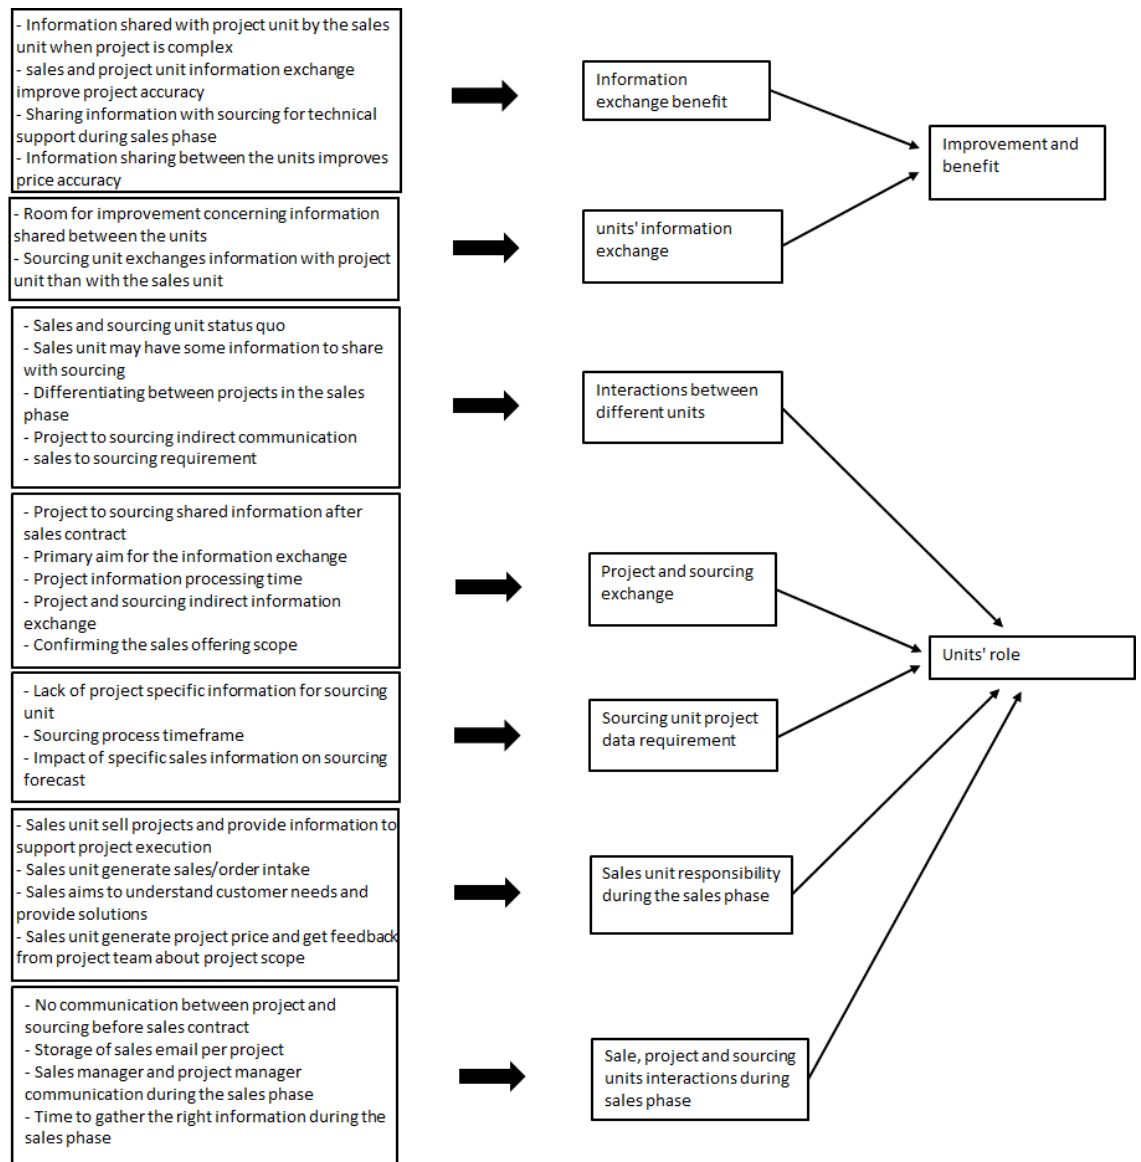 - Information shared with project unit by the sales
unit when project is complex
- sales and project unit information exchange
improve project accuracy
- Sharing information with sourcing for technical
support during sales phase
- Information sharing between the units improves
price accuracy
Information
exchange benefit
Improvement and
benefit
- Room for improvement concerning information
shared between the units
- Sourcing unit exchanges information with project
unit than with the sales unit
units' information
exchange
- Sales and sourcing unit status quo
- Sales unit may have some information to share
with sourcing
- Differentiating between projects in the sales
phase
- Project to sourcing indirect communication
- sales to sourcing requirement
Interactions between
different units
- Project to sourcing shared information after
sales contract
- Primary aim for the information exchange
- Project information processing time
- Project and sourcing indirect information
exchange
- Confirming the sales offering scope
Project and sourcing
exchange
Units' role
- Lack of project specific information for sourcing
unit
- Sourcing process timeframe
- Impact of specific sales information on sourcing
forecast
Sourcing unit project
data requirement
- Sales unit sell projects and provide information to
support project execution
- Sales unit generate sales/order intake
- Sales aims to understand customer needs and
provide solutions
- Sales unit generate project price and get feedback
from project team about project scope
Sales unit responsibility
during the sales phase
- No communication between project and
sourcing before sales contract
- Storage of sales email per project
- Sales manager and project manager
communication during the sales phase
- Time to gather the right information during the
sales phase
Sale, project and sourcing
units interactions during
sales phase